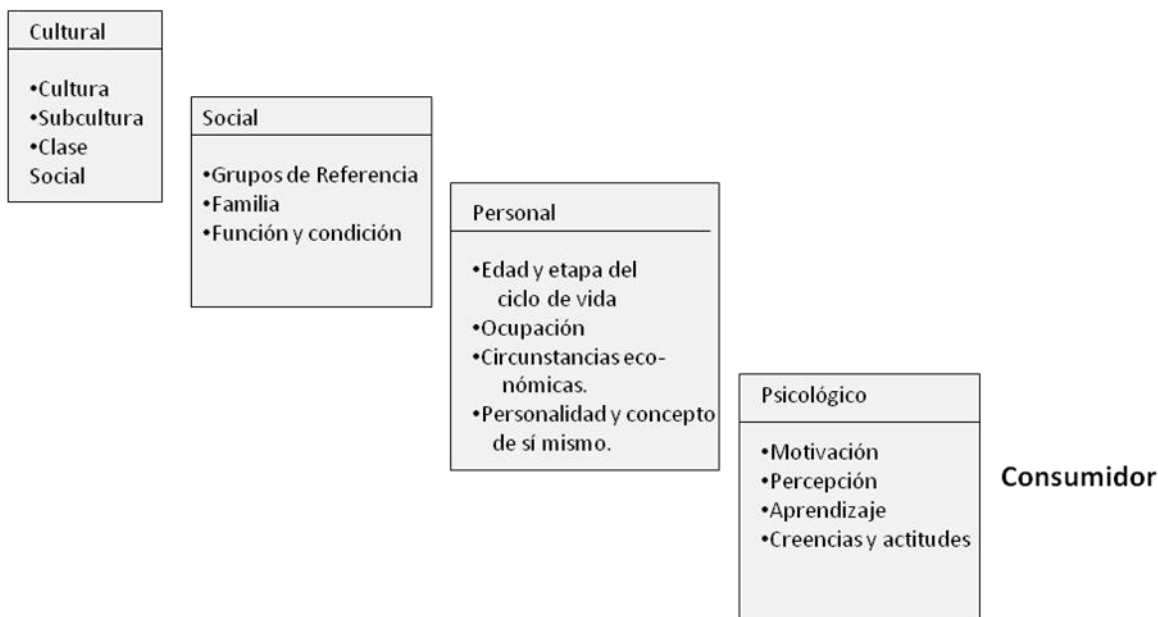 Cultural
•Cultura
•Subcultura
•Clase
Social
Social
•Grupos de Referencia
•Familia
•Función y condición
Personal
•Edad y etapa del
ciclo de vida
•Ocupación
•Circunstancias eco-
nómicas.
•Personalidad y concepto
de sí mismo.
Psicológico
•Motivación
•Percepción
•Aprendizaje
•Creencias y actitudes
Consumidor